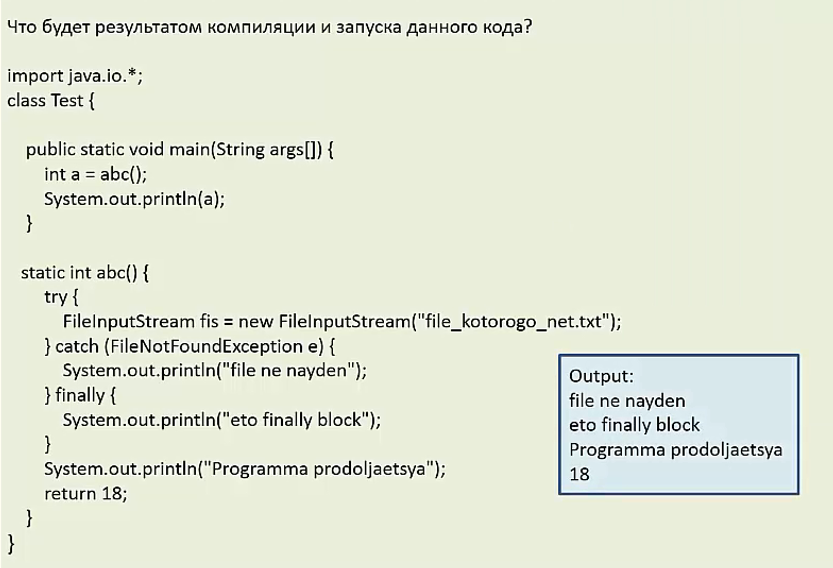 Что будет результатом компиляции и запуска данного кода?
import java.io.*;
class Test {
public static void main(String args[]) {
int a = abc();
System.out.println(a);
}
static int abc() {
try {
FileInputStream fis = new FileInputStream("file_kotorogo_net.txt");
} catch (FileNotFoundException e) {
System.out.println("file ne nayden");
} finally {
System.out.println("eto finally block");
}
System.out.println("Programma prodoljaetsya");
return 18;
}
}
Output:
file ne nayden
eto finally block
Programma prodoljaetsya
18